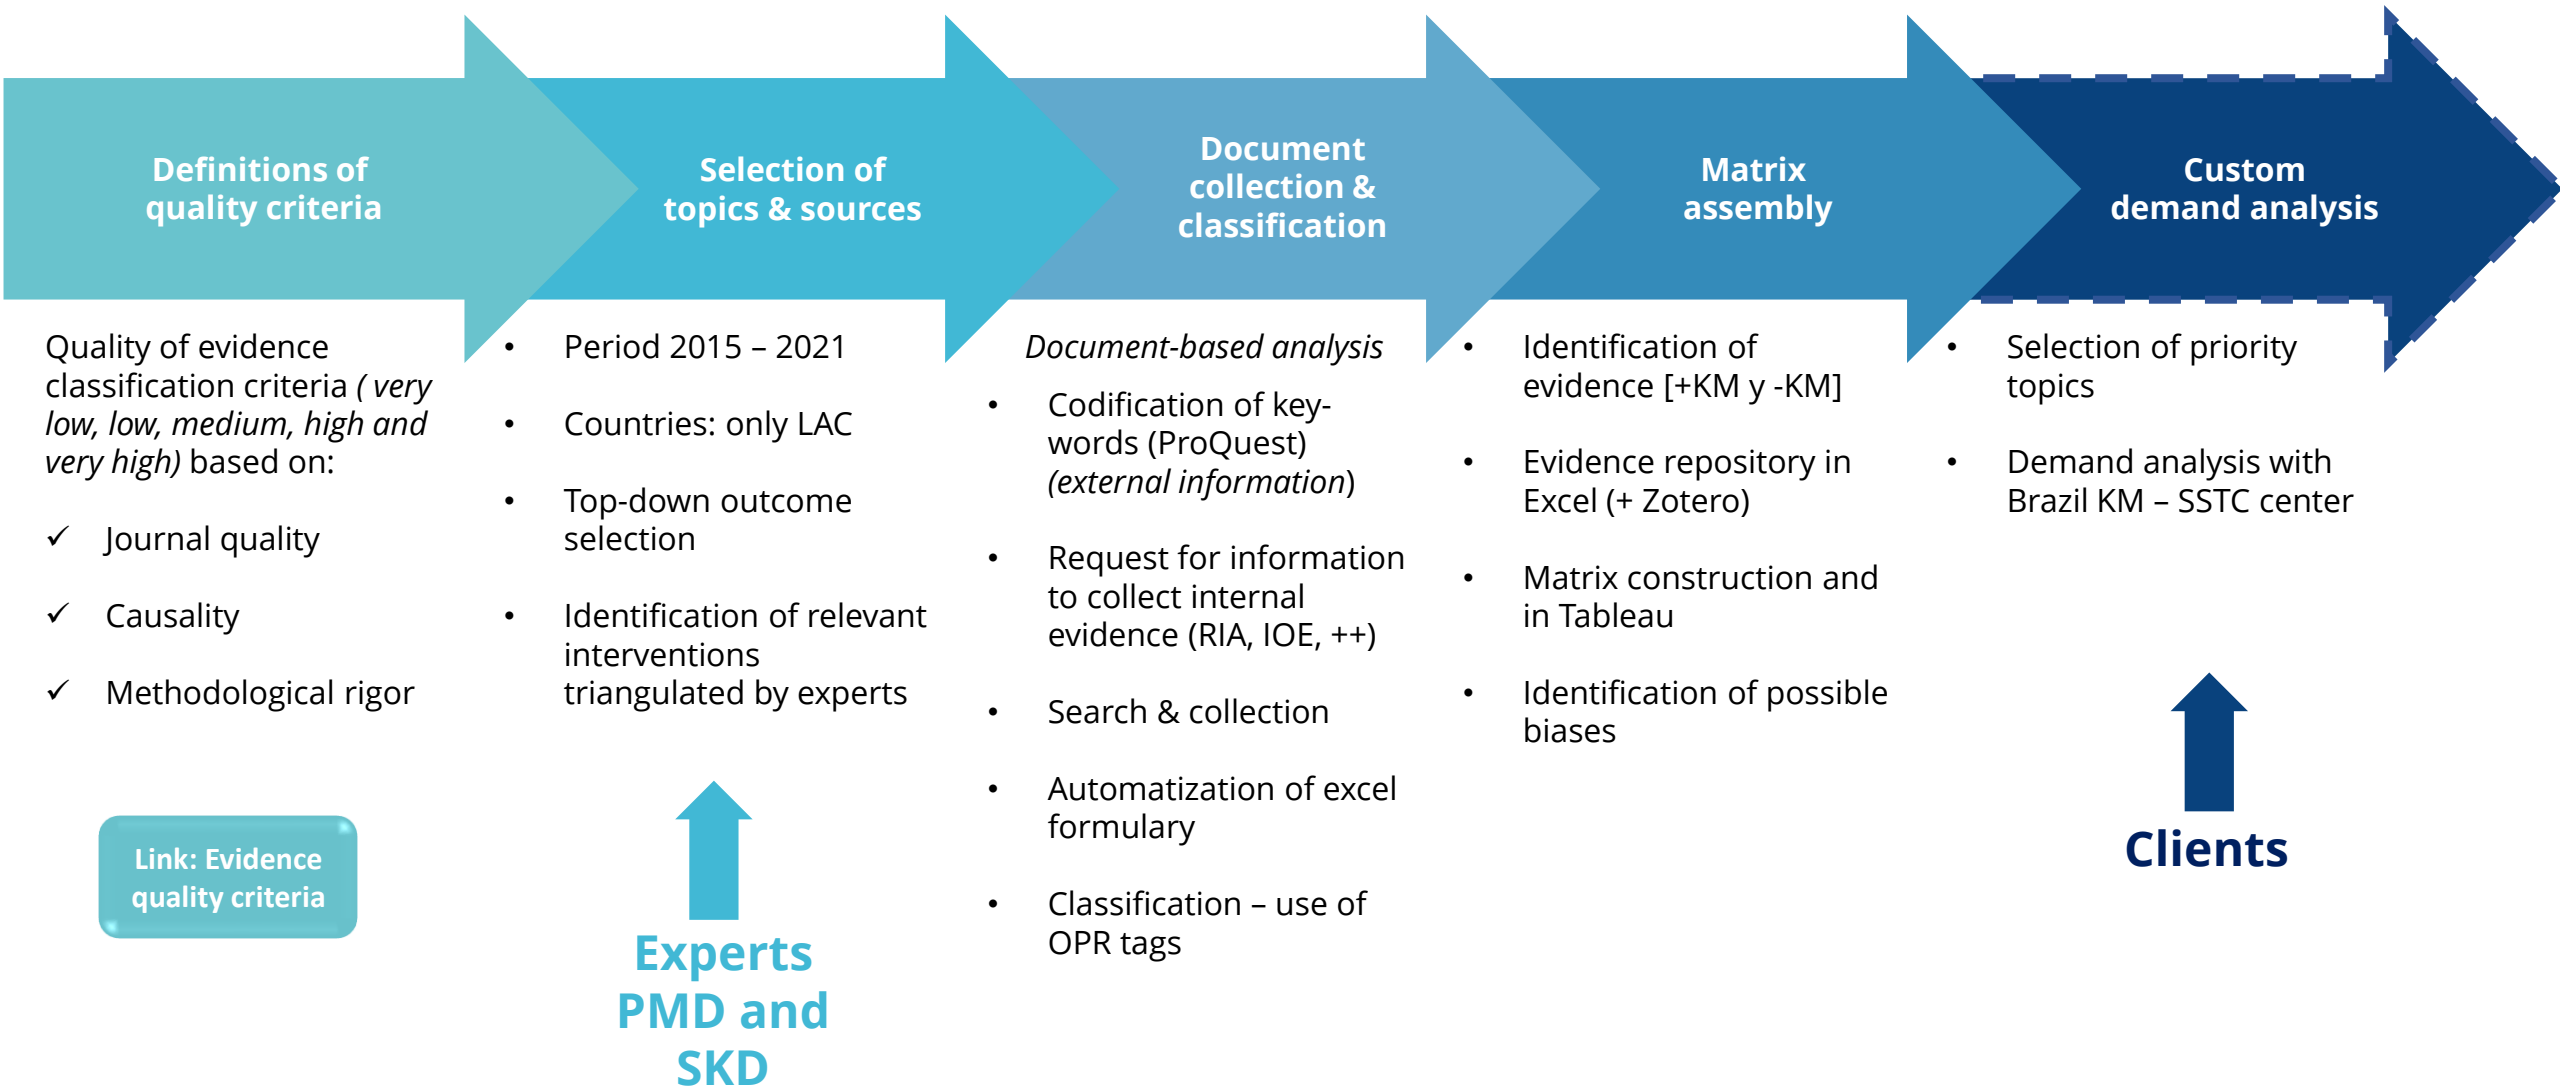 Definitions of
quality criteria
Selection of
topics & sources
Document
collection &
classification
Matrix
assembly
Custom
demand analysis
Quality of evidence
classification criteria ( very
low, low, medium, high and
very high) based on:
✓ Journal quality
✓ Causality
✓ Methodological rigor
Link: Evidence
quality criteria
• Period 2015 – 2021
• Countries: only LAC
• Top-down outcome
selection
• Identification of relevant
interventions
triangulated by experts
Experts
PMD and
SKD
Document-based analysis
• Codification of key-
words (ProQuest)
(external information)
• Request for information
to collect internal
evidence (RIA, IOE, ++)
• Search & collection
• Automatization of excel
formulary
• Classification – use of
OPR tags
• Identification of
evidence [+KM y -KM]
• Evidence repository in
Excel (+ Zotero)
• Matrix construction and
in Tableau
• Identification of possible
biases
• Selection of priority
topics
• Demand analysis with
Brazil KM – SSTC center
Clients